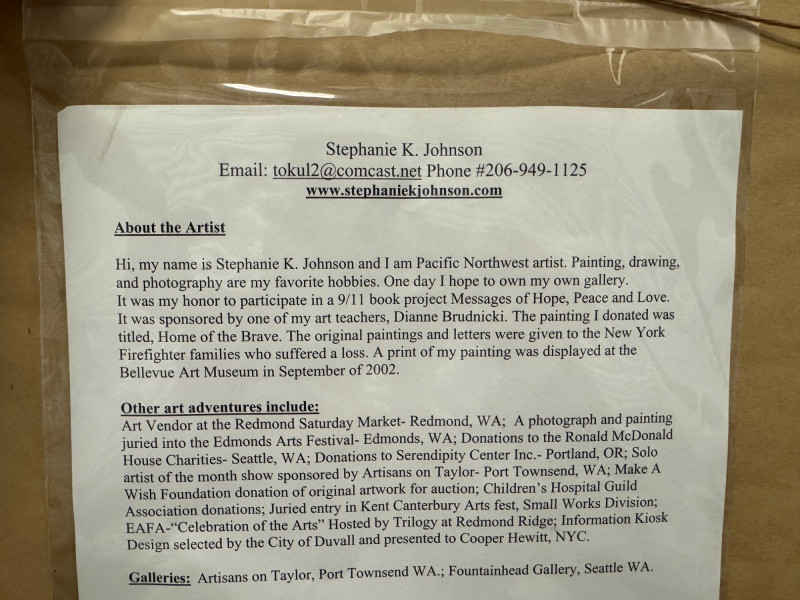 Stephanie K. Johnson
Email: tokul2@comcast.net Phone #206-949-1125
www.stephaniekjohnson.com
About the Artist
Hi, my name is Stephanie K. Johnson and I am Pacific Northwest artist. Painting, drawing,
and photography are my favorite hobbies. One day I hope to own my own gallery.
It was my honor to participate in a 9/11 book project Messages of Hope, Peace and Love.
It was sponsored by one of my art teachers, Dianne Brudnicki. The painting I donated was
titled, Home of the Brave. The original paintings and letters were given to the New York
Firefighter families who suffered a loss. A print of my painting was displayed at the
Bellevue Art Museum in September of 2002.
Other art adventures include:
Art Vendor at the Redmond Saturday Market- Redmond, WA; A photograph and painting
juried into the Edmonds Arts Festival- Edmonds, WA; Donations to the Ronald McDonald
House Charities- Seattle, WA; Donations to Serendipity Center Inc.- Portland, OR; Solo
artist of the month show sponsored by Artisans on Taylor- Port Townsend, WA; Make A
Wish Foundation donation of original artwork for auction; Children's Hospital Guild
Association donations; Juried entry in Kent Canterbury Arts fest, Small Works Division;
EAFA-“Celebration of the Arts” Hosted by Trilogy at Redmond Ridge; Information Kiosk
Design selected by the City of Duvall and presented to Cooper Hewitt, NYC.
Galleries: Artisans on Taylor, Port Townsend WA.; Fountainhead Gallery, Seattle WA.